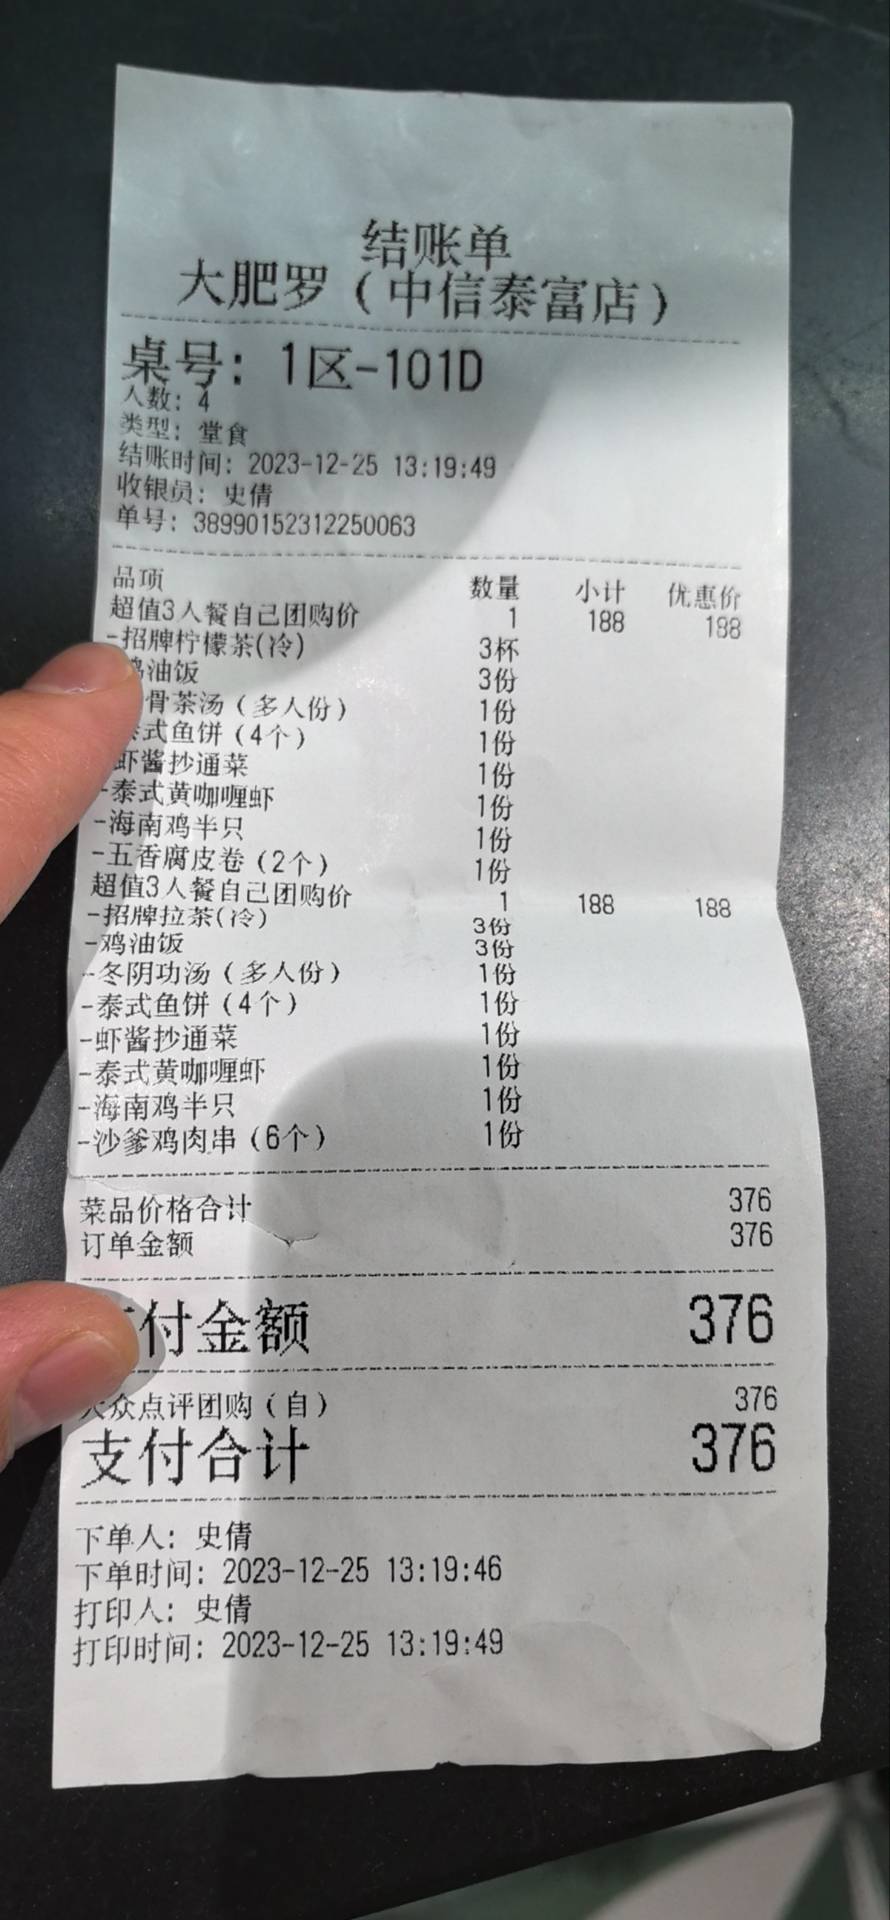 结账单
大肥罗（中信泰富店）
桌号：1区-101D
人数：4
类型：堂食
结账时间：2023-12-25 13:19:49
收银员：史倩
单号：38990152312250063
品项 数量 小计 优惠价
超值3人餐自己团购价 1 188 188
-招牌柠檬茶(冷) 3杯
鸡油饭 3份
骨茶汤（多人份） 1份
泰式鱼饼（4个） 1份
虾酱抄通菜 1份
-泰式黄咖喱虾 1份
-海南鸡半只 1份
-五香腐皮卷（2个） 1份
超值3人餐自己团购价 1 188 188
-招牌拉茶(冷) 3份
-鸡油饭 3份
-冬阴功汤（多人份） 1份
-泰式鱼饼（4个） 1份
-虾酱抄通菜 1份
-泰式黄咖喱虾 1份
-海南鸡半只 1份
-沙爹鸡肉串（6个） 1份
菜品价格合计 376
订单金额 376
付金额 376
大众点评团购（自） 376
支付合计 376
下单人：史倩
下单时间：2023-12-25 13:19:46
打印人：史倩
打印时间：2023-12-25 13:19:49